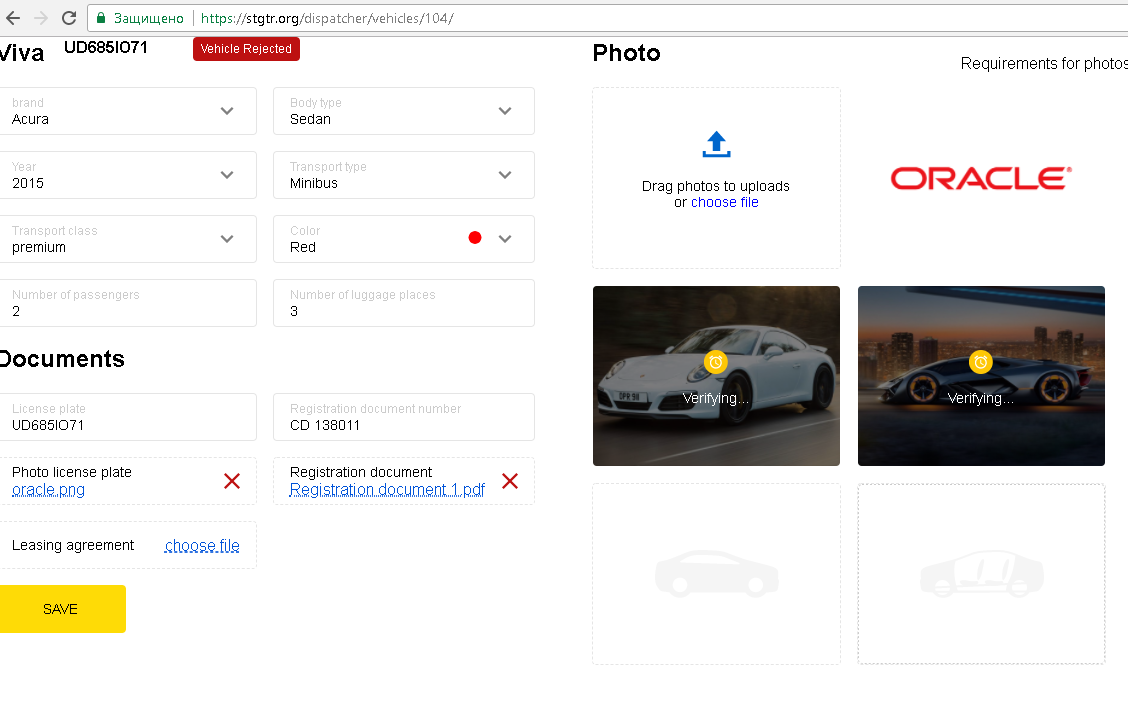 Защищено https://stgtr.org/dispatcher/vehicles/104/
Viva UD685IO71 Vehicle Rejected
brand
Acura
Body type
Sedan
Year
2015
Transport type
Minibus
Transport class
premium
Color
Red
Number of passengers
2
Number of luggage places
3
Documents
License plate
UD685IO71
Registration document number
CD 138011
Photo license plate
oracle.png
Registration document
Registration document 1.pdf
Leasing agreement choose file
SAVE
Photo
Requirements for photos
Drag photos to uploads
or choose file
ORACLE®
Verifying...
DPR 98
Verifying...